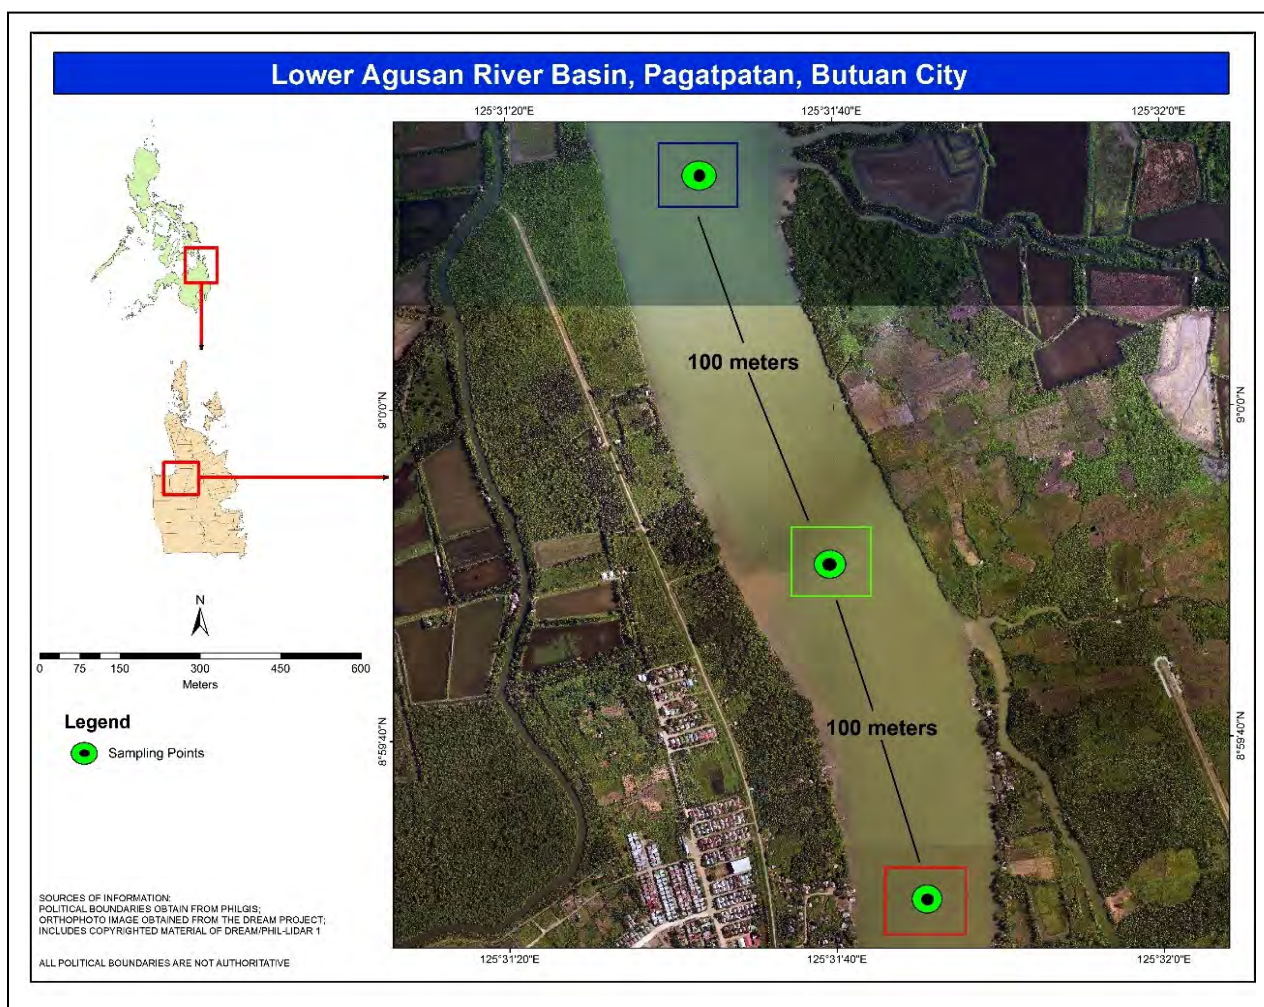 Lower Agusan River Basin, Pagatpatan, Butuan City
125°31'20"E
125°31'40"E
125°32'0"E
9°0'0"N
9°0'0"N
100 meters
N
0 75 150 300 450 600
Meters
Legend
Sampling Points
100 meters
8°59'40"N
8°59'40"N
SOURCES OF INFORMATION:
POLITICAL BOUNDARIES OBTAIN FROM PHILGIS;
ORTHOPHOTO IMAGE OBTAINED FROM THE DREAM PROJECT;
INCLUDES COPYRIGHTED MATERIAL OF DREAM/PHIL-LIDAR 1
ALL POLITICAL BOUNDARIES ARE NOT AUTHORITATIVE
125°31'20"E
125°31'40"E
125°32'0"E